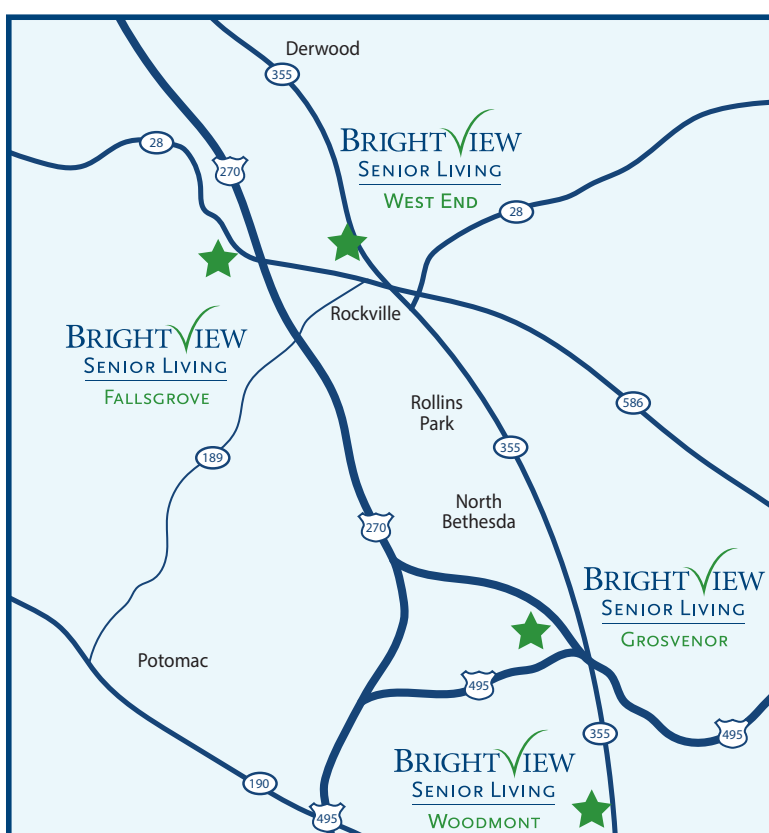 Derwood
355
BRIGHTVIEW
SENIOR LIVING
WEST END
28
270
28
BRIGHTVIEW
SENIOR LIVING
FALLSGROVE
Rockville
Rollins
Park
586
355
189
North
Bethesda
270
BRIGHTVIEW
SENIOR LIVING
GROSVENOR
Potomac
495
355
495
BRIGHTVIEW
SENIOR LIVING
WOODMONT
190
495